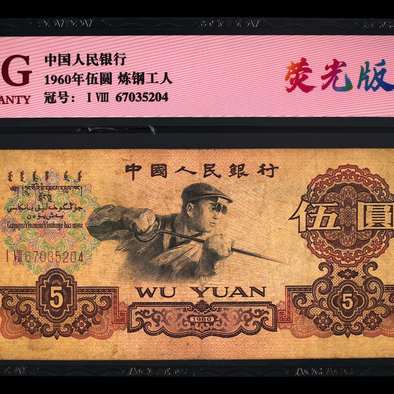 G
中国人民银行
1960年伍圆 炼钢工人
冠号: I VIII 67035204
ANTY
荧光版
中國人民銀行
伍圓
I VIII 67035204
5
WU YUAN
1960
5